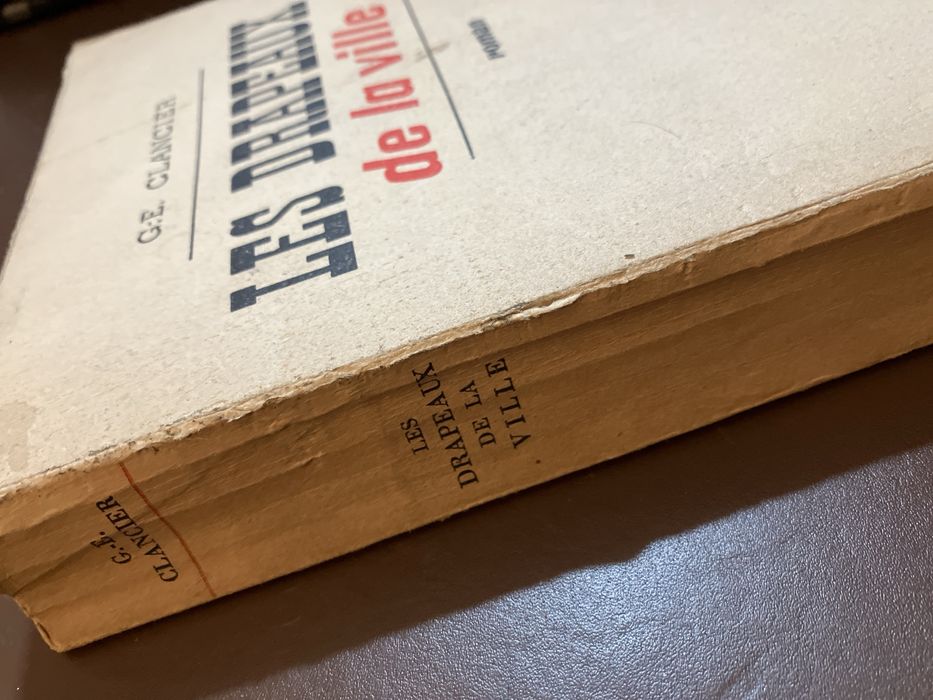 G.-E. CLANCIER
LES DRAPEAUX
de la ville
roman
G.-E.
CLANCIER
LES
DRAPEAUX
DE LA
VILLE